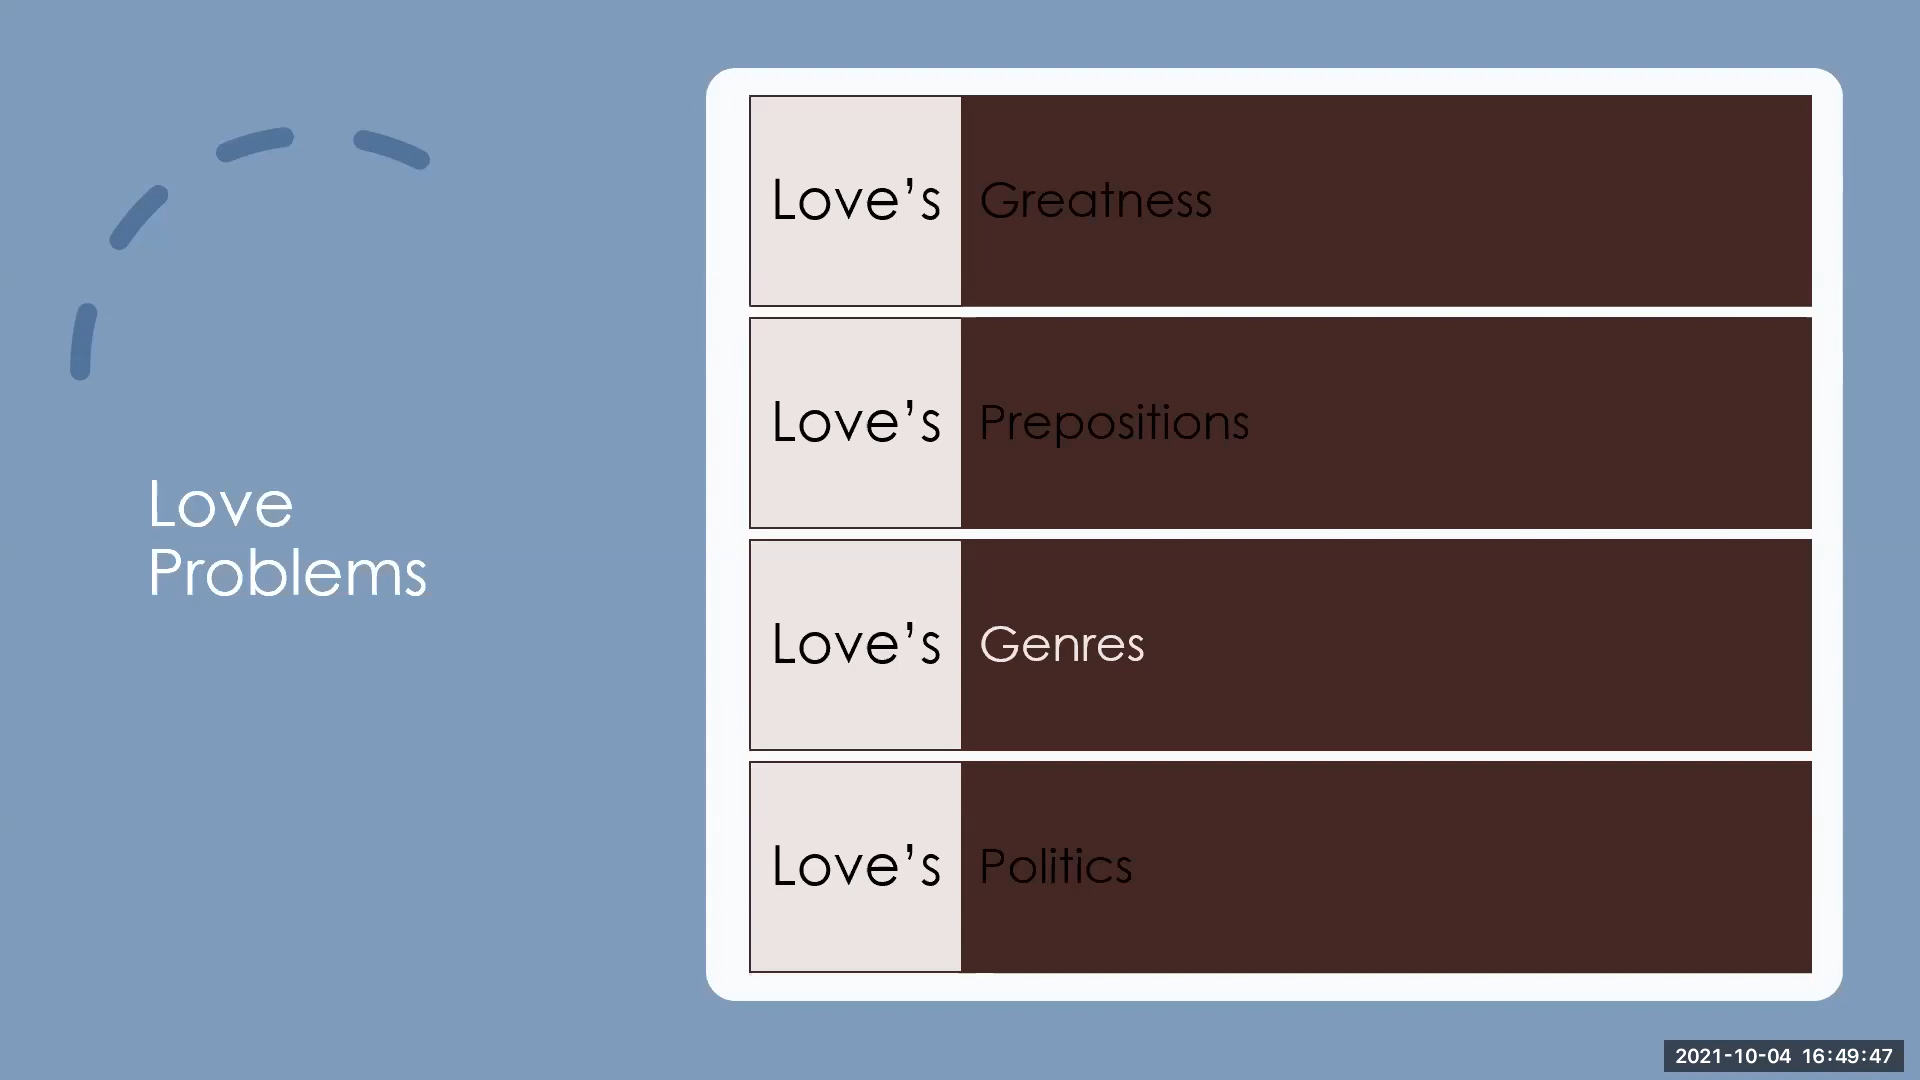 Love
Problems
Love’s Greatness
Love’s Prepositions
Love’s Genres
Love’s Politics
2021-10-04 16:49:47